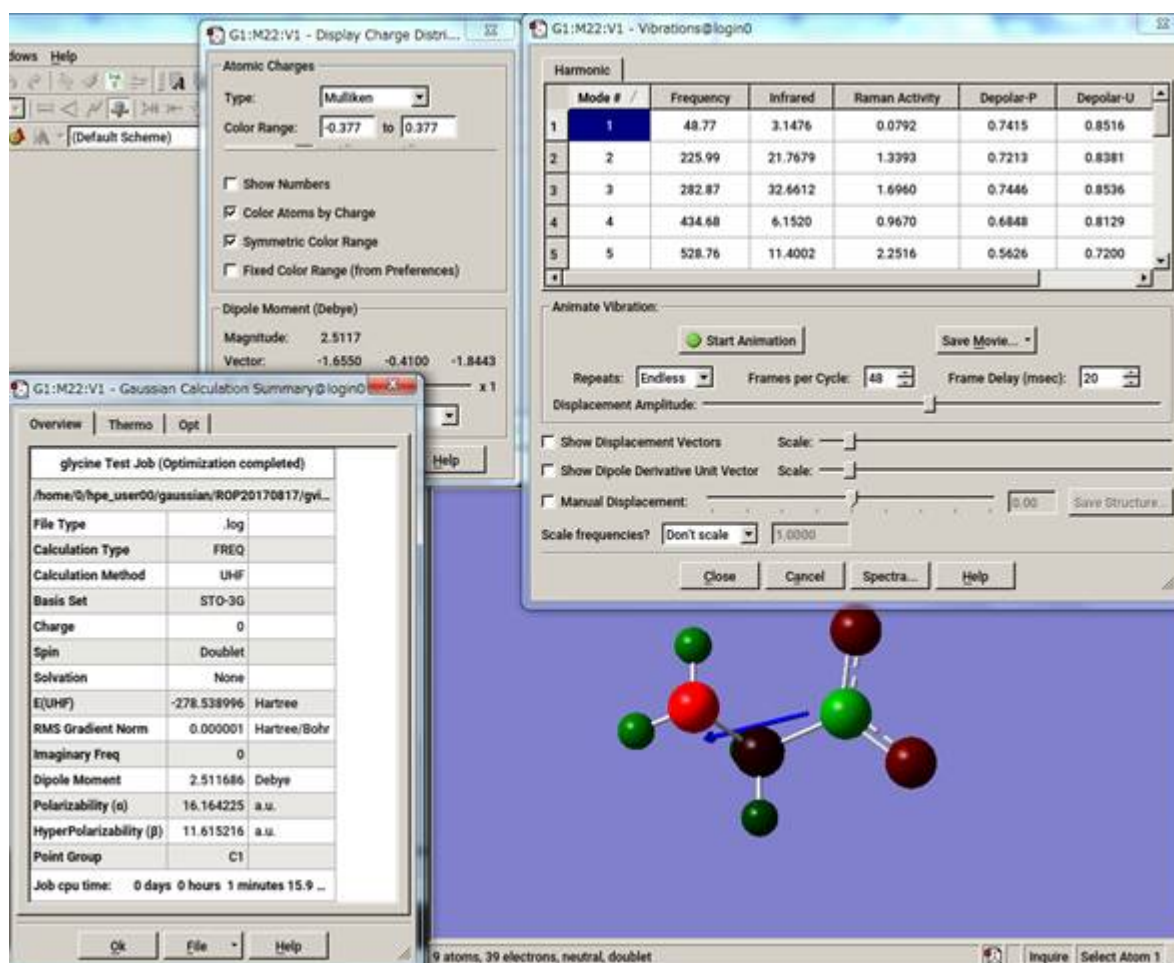 dows Help
(Default Scheme)
G1:M22:V1 - Display Charge Distri...
Atomic Charges
Type: Mulliken
Color Range: -0.377 to 0.377
Show Numbers
Color Atoms by Charge
Symmetric Color Range
Fixed Color Range (from Preferences)
Dipole Moment (Debye)
Magnitude: 2.5117
Vector: -1.6550 -0.4100 -1.8443
x 1
Help
G1:M22:V1 - Vibrations@login0
Harmonic
Mode # Frequency Infrared Raman Activity Depolar-P Depolar-U
1 1 48.77 3.1476 0.0792 0.7415 0.8516
2 2 225.99 21.7679 1.3393 0.7213 0.8381
3 3 282.87 32.6612 1.6960 0.7446 0.8536
4 4 434.68 6.1520 0.9670 0.6848 0.8129
5 5 528.76 11.4002 2.2516 0.5626 0.7200
Animate Vibration:
Start Animation Save Movie...
Repeats: Endless Frames per Cycle: 48 Frame Delay (msec): 20
Displacement Amplitude:
Show Displacement Vectors Scale:
Show Dipole Derivative Unit Vector Scale:
Manual Displacement: 0.00 Save Structure...
Scale frequencies? Don't scale 1.0000
Close Cancel Spectra... Help
G1:M22:V1 - Gaussian Calculation Summary@login0
Overview Thermo Opt
glycine Test Job (Optimization completed)
/home/0/hpe_user00/gaussian/ROP20170817/gvi...
File Type .log
Calculation Type FREQ
Calculation Method UHF
Basis Set STO-3G
Charge 0
Spin Doublet
Solvation None
E(UHF) -278.538996 Hartree
RMS Gradient Norm 0.000001 Hartree/Bohr
Imaginary Freq 0
Dipole Moment 2.511686 Debye
Polarizability (α) 16.164225 a.u.
HyperPolarizability (β) 11.615216 a.u.
Point Group C1
Job cpu time: 0 days 0 hours 1 minutes 15.9 ...
Ok File Help
9 atoms, 39 electrons, neutral, doublet
Inquire Select Atom 1